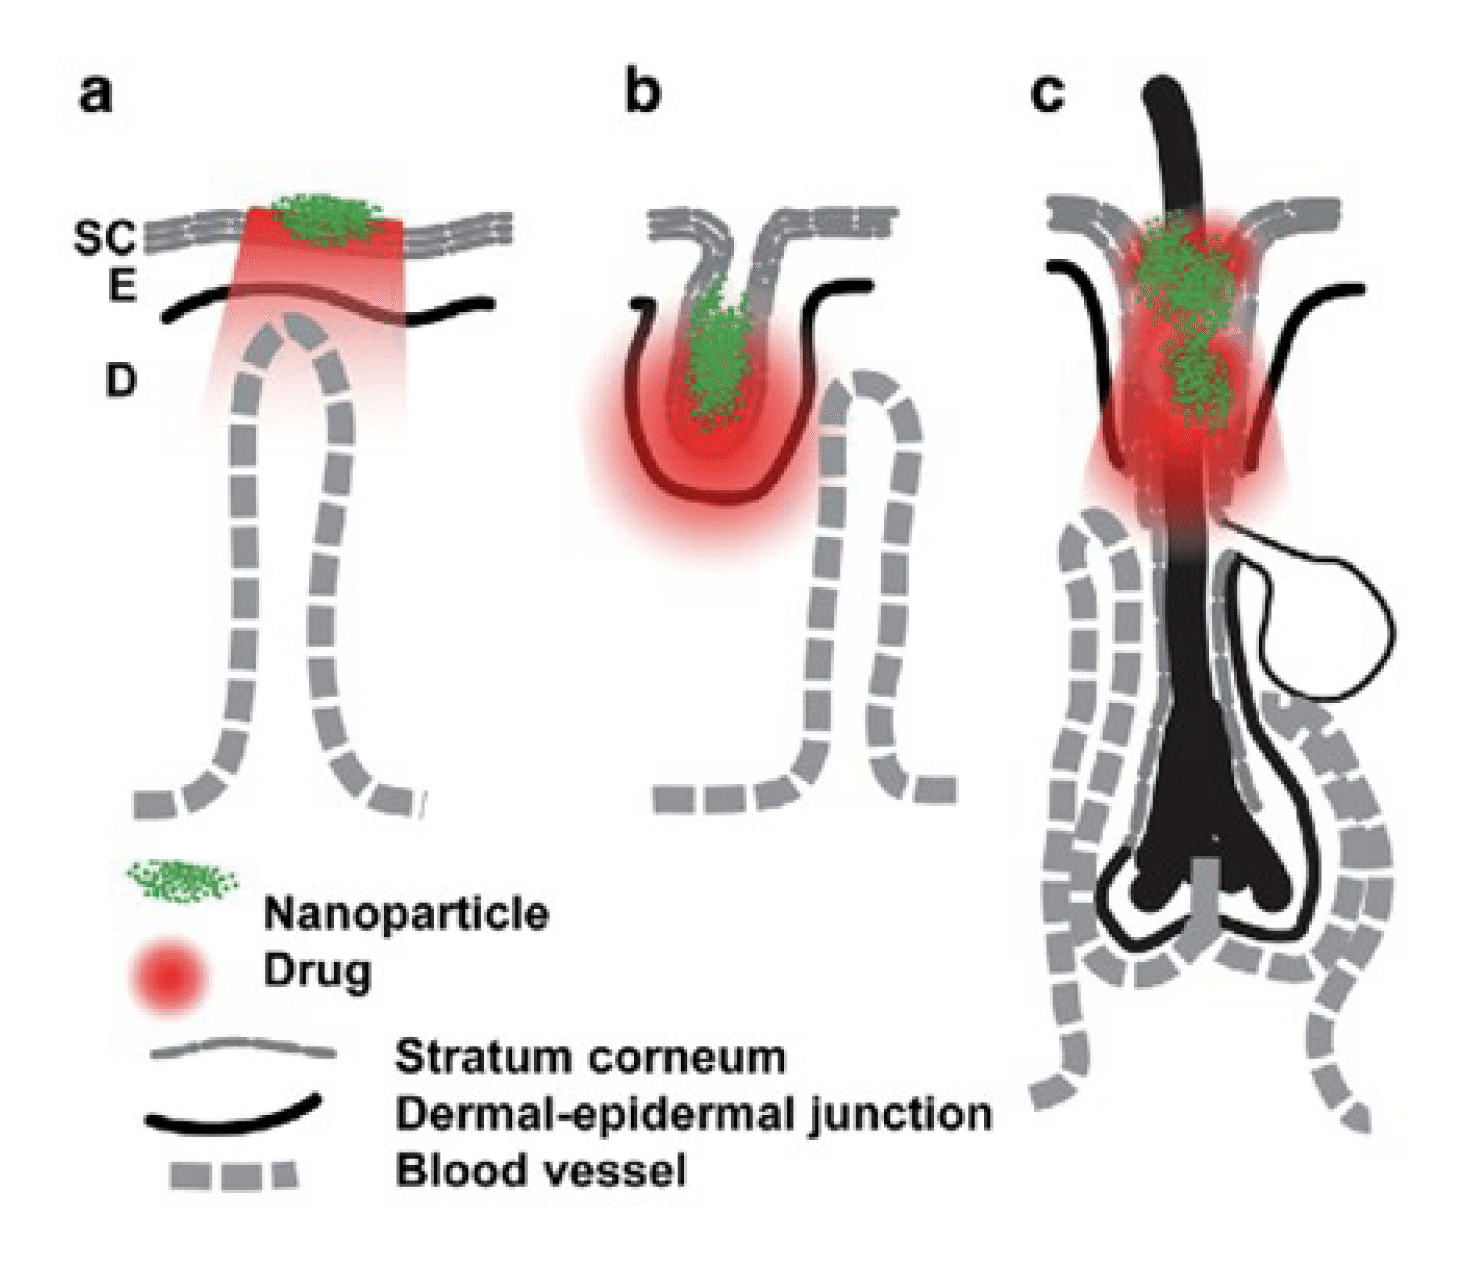 a
b
c
SC
E
D
Nanoparticle
Drug
Stratum corneum
Dermal-epidermal junction
Blood vessel